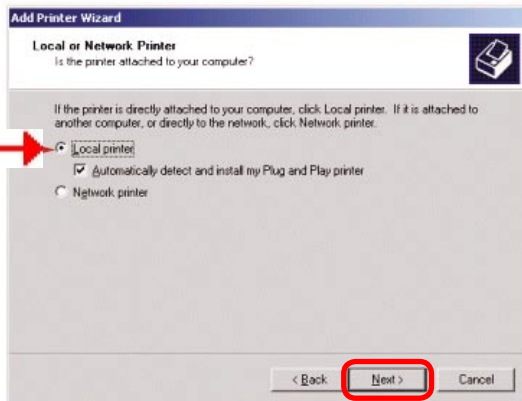 Add Printer Wizard
Local or Network Printer
Is the printer attached to your computer?
If the printer is directly attached to your computer, click Local printer. If it is attached to
another computer, or directly to the network, click Network printer.
Local printer
Automatically detect and install my Plug and Play printer
Network printer
< Back Next > Cancel